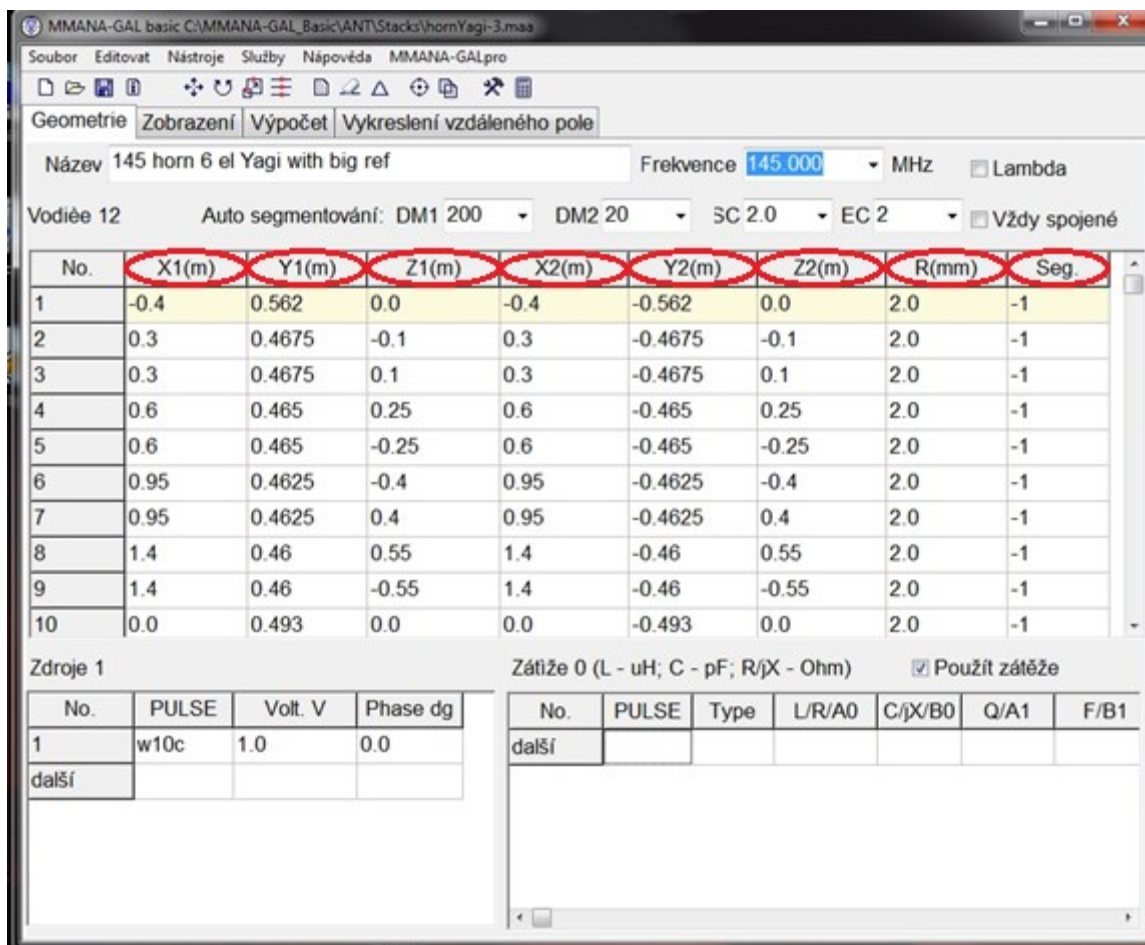 MMANA-GAL basic C:\MMANA-GAL_Basic\ANT\Stacks\hornYagi-3.maa
Soubor Editovat Nástroje Služby Nápovéda MMANA-GALpro
Geometrie Zobrazení Výpočet Vykreslení vzdáleného pole
Název 145 horn 6 el Yagi with big ref Frekvence 145.000 MHz Lambda
Vodièe 12 Auto segmentování: DM1 200 DM2 20 SC 2.0 EC 2 Vždy spojené
No. X1(m) Y1(m) Z1(m) X2(m) Y2(m) Z2(m) R(mm) Seg.
1 -0.4 0.562 0.0 -0.4 -0.562 0.0 2.0 -1
2 0.3 0.4675 -0.1 0.3 -0.4675 -0.1 2.0 -1
3 0.3 0.4675 0.1 0.3 -0.4675 0.1 2.0 -1
4 0.6 0.465 0.25 0.6 -0.465 0.25 2.0 -1
5 0.6 0.465 -0.25 0.6 -0.465 -0.25 2.0 -1
6 0.95 0.4625 -0.4 0.95 -0.4625 -0.4 2.0 -1
7 0.95 0.4625 0.4 0.95 -0.4625 0.4 2.0 -1
8 1.4 0.46 0.55 1.4 -0.46 0.55 2.0 -1
9 1.4 0.46 -0.55 1.4 -0.46 -0.55 2.0 -1
10 0.0 0.493 0.0 0.0 -0.493 0.0 2.0 -1
Zdroje 1 Zátìže 0 (L - uH; C - pF; R/jX - Ohm) Použít zátěže
No. PULSE Volt. V Phase dg No. PULSE Type L/R/A0 C/jX/B0 Q/A1 F/B1
1 w10c 1.0 0.0 další
další